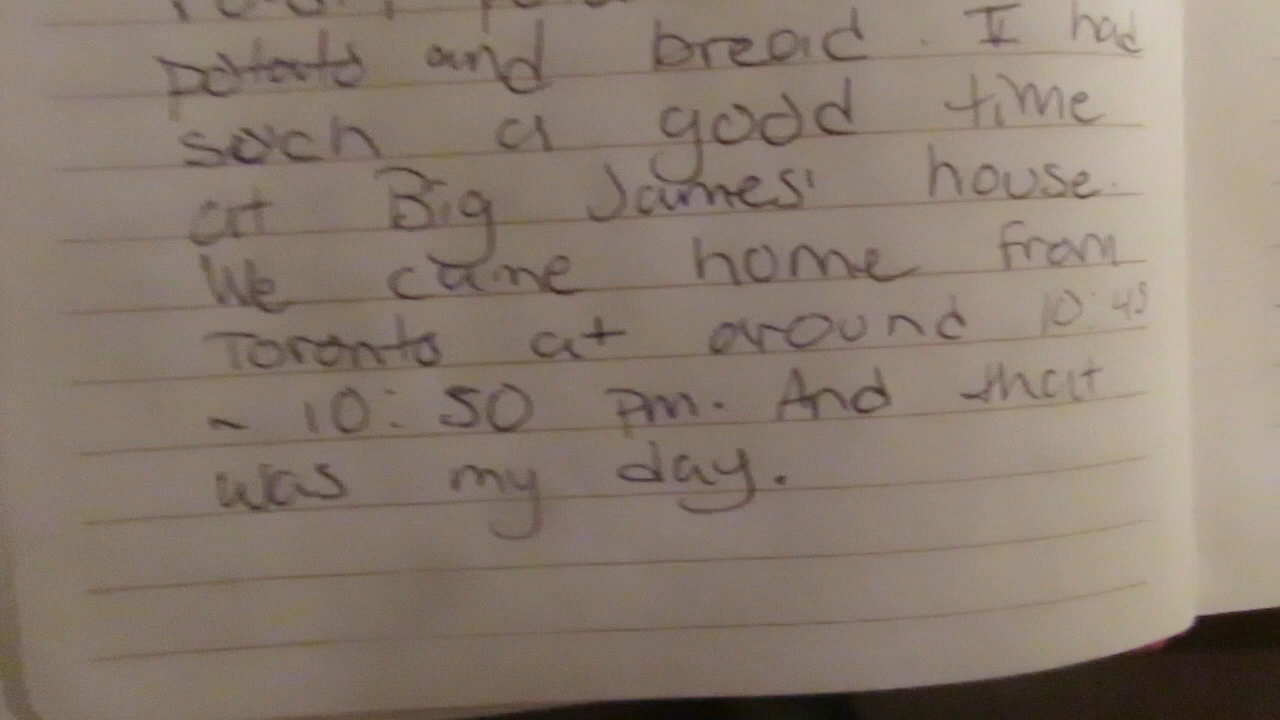 potato and bread. I had
such a good time
at Big James' house.
We came home from
Toronto at around 10:45
~ 10:50 pm. And that
was my day.